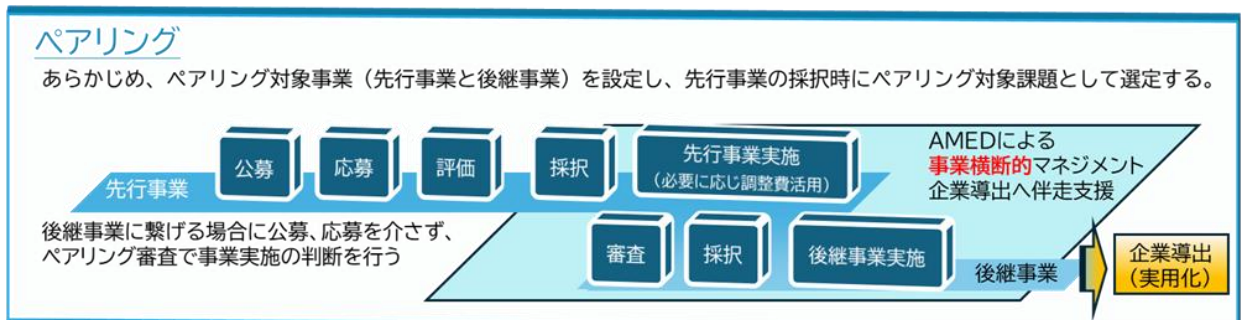 ペアリング
あらかじめ、ペアリング対象事業（先行事業と後継事業）を設定し、先行事業の採択時にペアリング対象課題として選定する。
先行事業
公募
応募
評価
採択
先行事業実施
（必要に応じ調整費活用）
AMEDによる
事業横断的マネジメント
企業導出へ伴走支援
後継事業に繋げる場合に公募、応募を介さず、
ペアリング審査で事業実施の判断を行う
審査
採択
後継事業実施
後継事業
企業導出
（実用化）